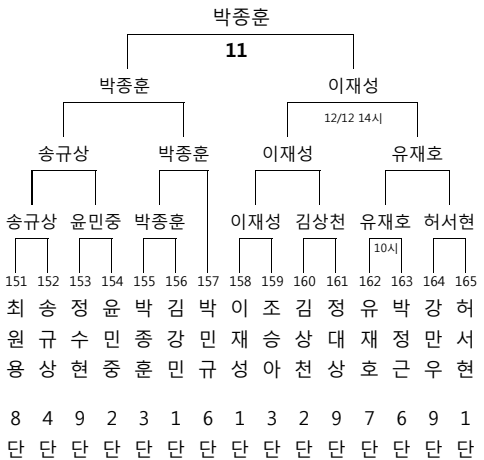 박종훈
11
박종훈 이재성
12/12 14시
송규상 박종훈 이재성 유재호
송규상 윤민중 박종훈 이재성 김상천 유재호 허서현
10시
151 152 153 154 155 156 157 158 159 160 161 162 163 164 165
최 송 정 윤 박 김 박 이 조 김 정 유 박 강 허
원 규 수 민 종 강 민 재 승 상 대 재 정 만 서
용 상 현 중 훈 민 규 성 아 천 상 호 근 우 현
8 4 9 2 3 1 6 1 3 2 9 7 6 9 1
단 단 단 단 단 단 단 단 단 단 단 단 단 단 단